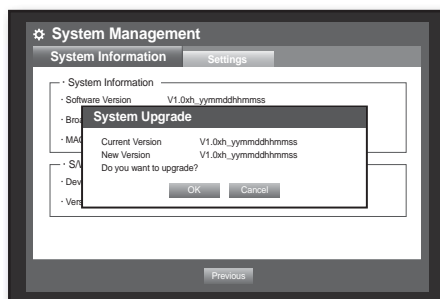 System Management
System Information
Settings
· System Information
· Software Version V1.0xh_yymmddhhmmss
· Broa
· MAC
System Upgrade
Current Version V1.0xh_yymmddhhmmss
New Version V1.0xh_yymmddhhmmss
Do you want to upgrade?
OK Cancel
· S/W
· Dev
· Vers
Previous